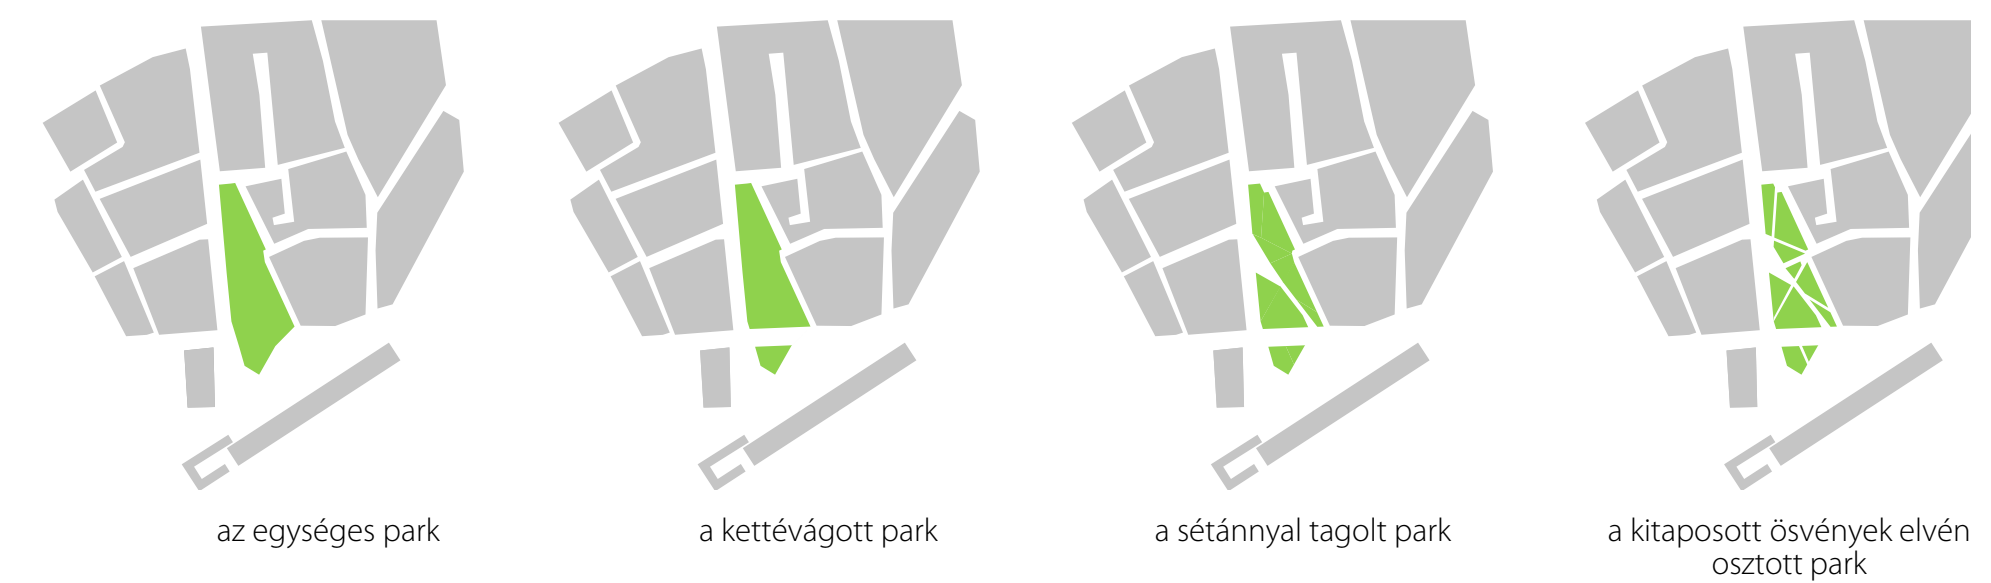 az egységes park
a kettévágott park
a sétánnyal tagolt park
a kitaposott ösvények elvén
osztott park